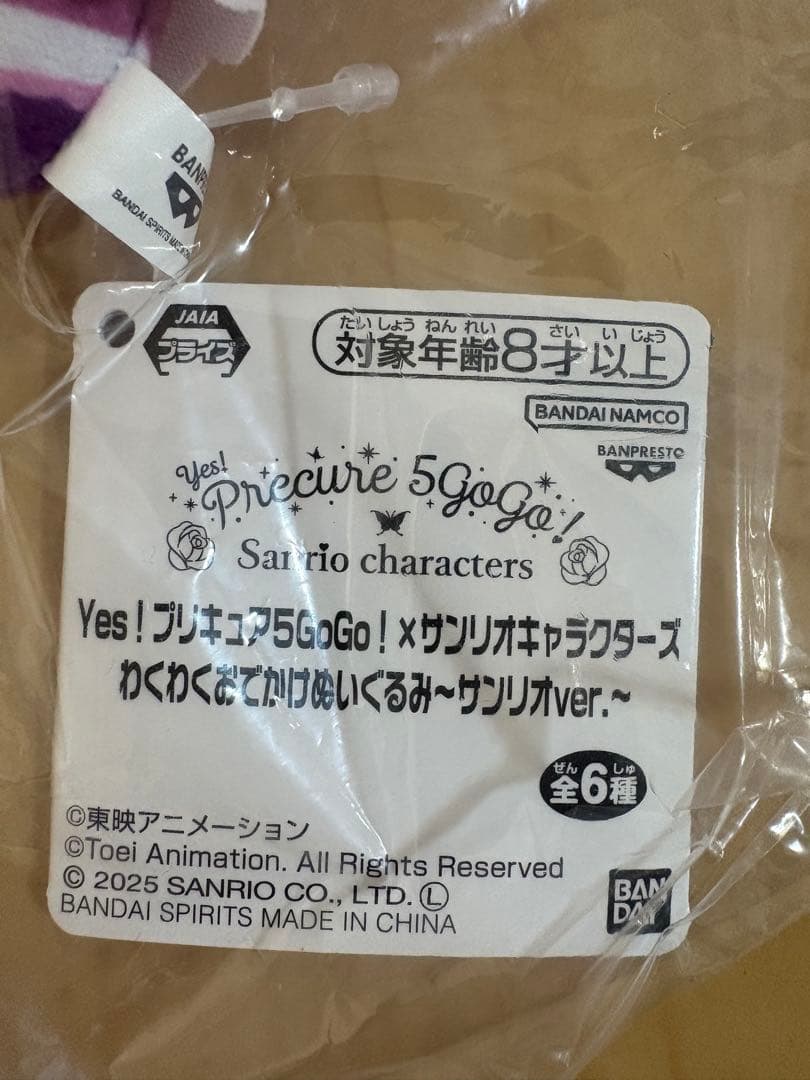 BANPRESTO
BANDAI SPIRITS MADE IN
JAIA
プライズ
たいしょうねんれい さいいじょう
対象年齢8才以上
BANDAI NAMCO
BANPRESTO
Yes!
Precure 5GoGo!
Sanrio characters
Yes!プリキュア5GoGo!×サンリオキャラクターズ
わくわくおでかけぬいぐるみ~サンリオver.~
ぜん しゅ
全6種
©東映アニメーション
©Toei Animation. All Rights Reserved
© 2025 SANRIO CO., LTD. Ⓛ
BANDAI SPIRITS MADE IN CHINA
BAN
DAI